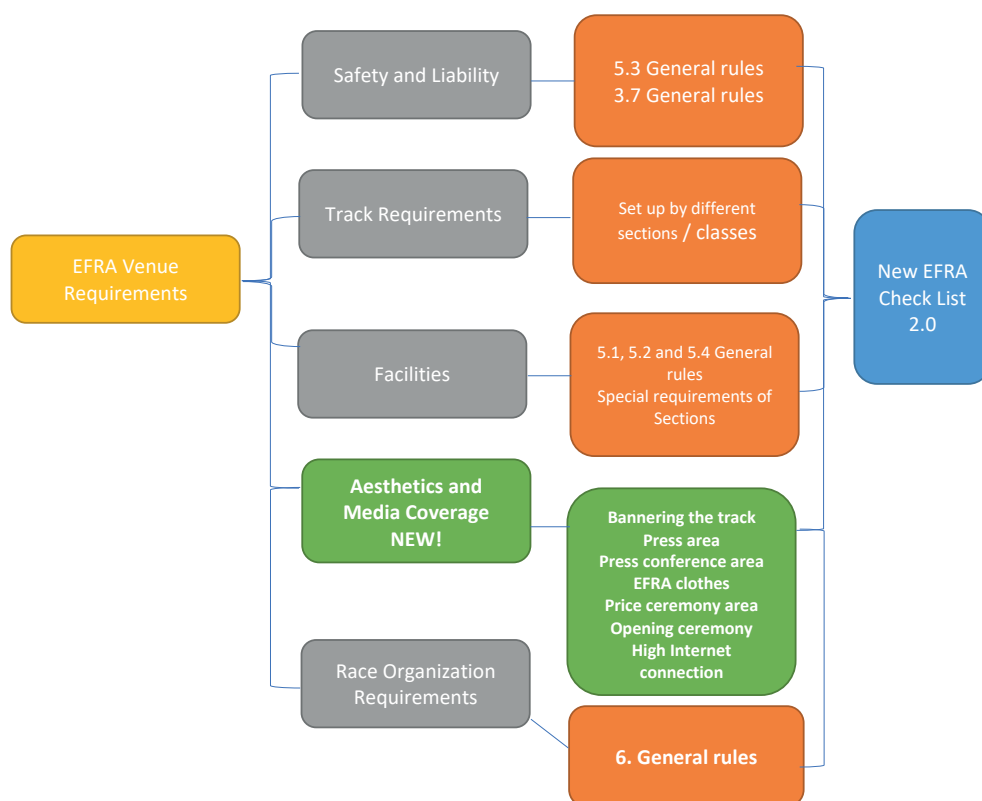 EFRA Venue
Requirements
Safety and Liability
5.3 General rules
3.7 General rules
Track Requirements
Set up by different
sections / classes
Facilities
5.1, 5.2 and 5.4 General
rules
Special requirements of
Sections
Aesthetics and
Media Coverage
NEW!
Bannering the track
Press area
Press conference area
EFRA clothes
Price ceremony area
Opening ceremony
High Internet
connection
Race Organization
Requirements
6. General rules
New EFRA
Check List
2.0